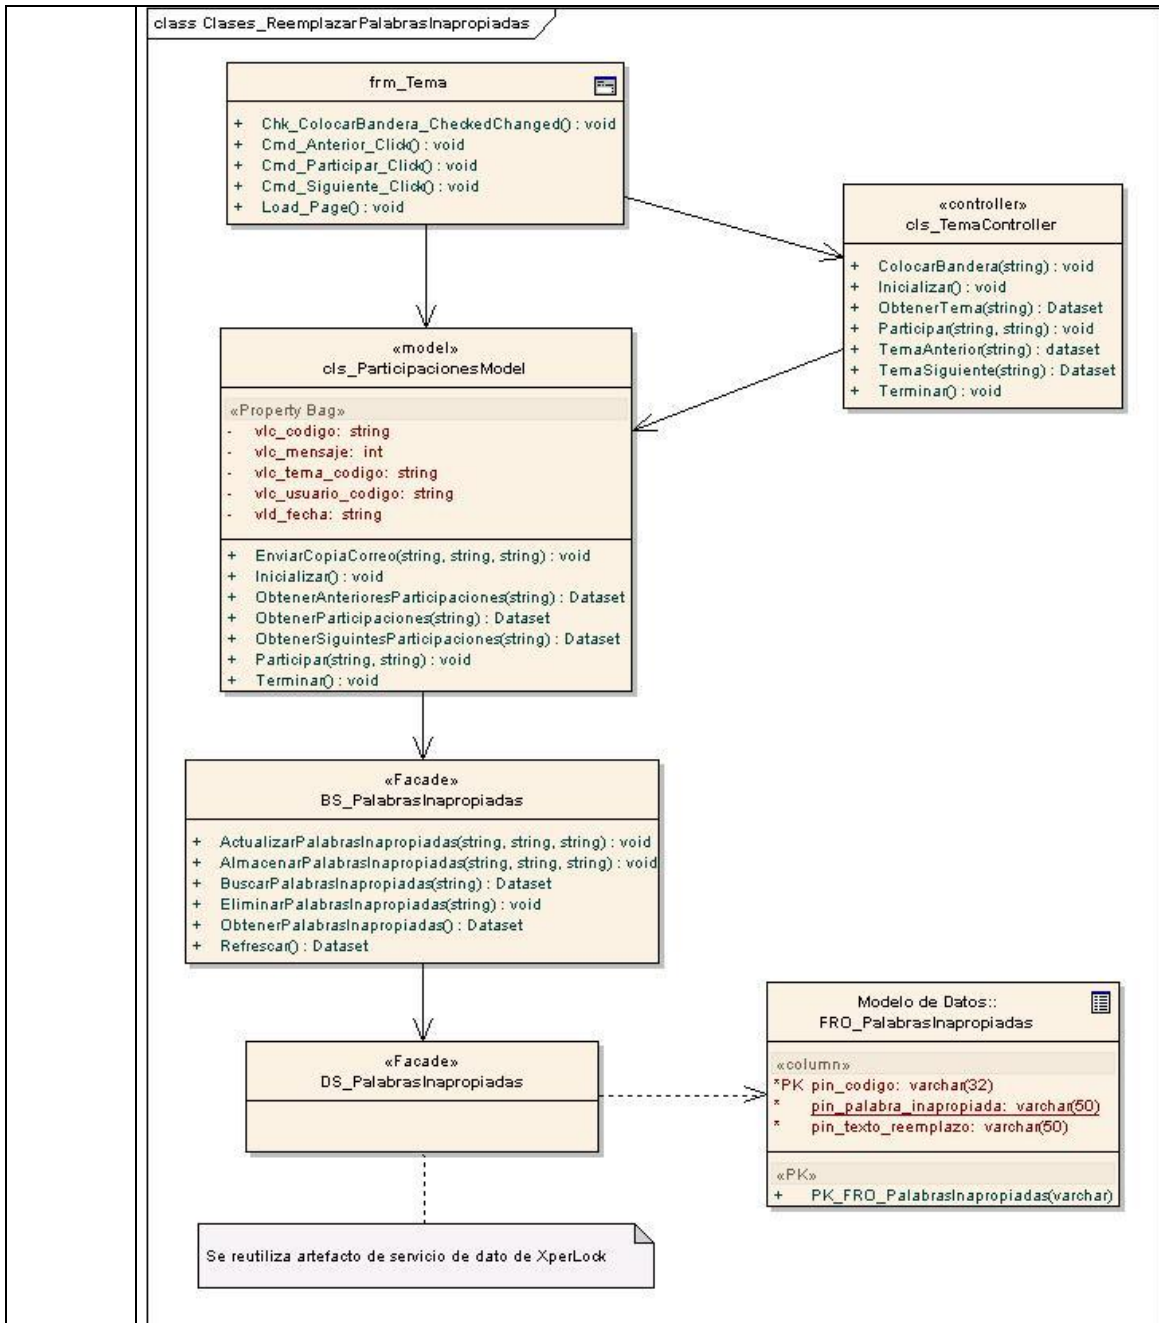 class Clases_ReemplazarPalabrasInapropiadas
frm_Tema
+ Chk_ColocarBandera_CheckedChanged() : void
+ Cmd_Anterior_Click() : void
+ Cmd_Participar_Click() : void
+ Cmd_Siguiente_Click() : void
+ Load_Page() : void
«controller»
cls_TemaController
+ ColocarBandera(string) : void
+ Inicializar() : void
+ ObtenerTema(string) : Dataset
+ Participar(string, string) : void
+ TemaAnterior(string) : dataset
+ TemaSiguiente(string) : Dataset
+ Terminar() : void
«model»
cls_ParticipacionesModel
«Property Bag»
- vlc_codigo: string
- vlc_mensaje: int
- vlc_tema_codigo: string
- vlc_usuario_codigo: string
- vld_fecha: string
+ EnviarCopiaCorreo(string, string, string) : void
+ Inicializar() : void
+ ObtenerAnterioresParticipaciones(string) : Dataset
+ ObtenerParticipaciones(string) : Dataset
+ ObtenerSiguintesParticipaciones(string) : Dataset
+ Participar(string, string) : void
+ Terminar() : void
«Facade»
BS_PalabrasInapropiadas
+ ActualizarPalabrasInapropiadas(string, string, string) : void
+ AlmacenarPalabrasInapropiadas(string, string, string) : void
+ BuscarPalabrasInapropiadas(string) : Dataset
+ EliminarPalabrasInapropiadas(string) : void
+ ObtenerPalabrasInapropiadas() : Dataset
+ Refrescar() : Dataset
«Facade»
DS_PalabrasInapropiadas
Modelo de Datos::
FRO_PalabrasInapropiadas
«column»
*PK pin_codigo: varchar(32)
* pin_palabra_inapropiada: varchar(50)
* pin_texto_reemplazo: varchar(50)
«PK»
+ PK_FRO_PalabrasInapropiadas(varchar)
Se reutiliza artefacto de servicio de dato de XperLock